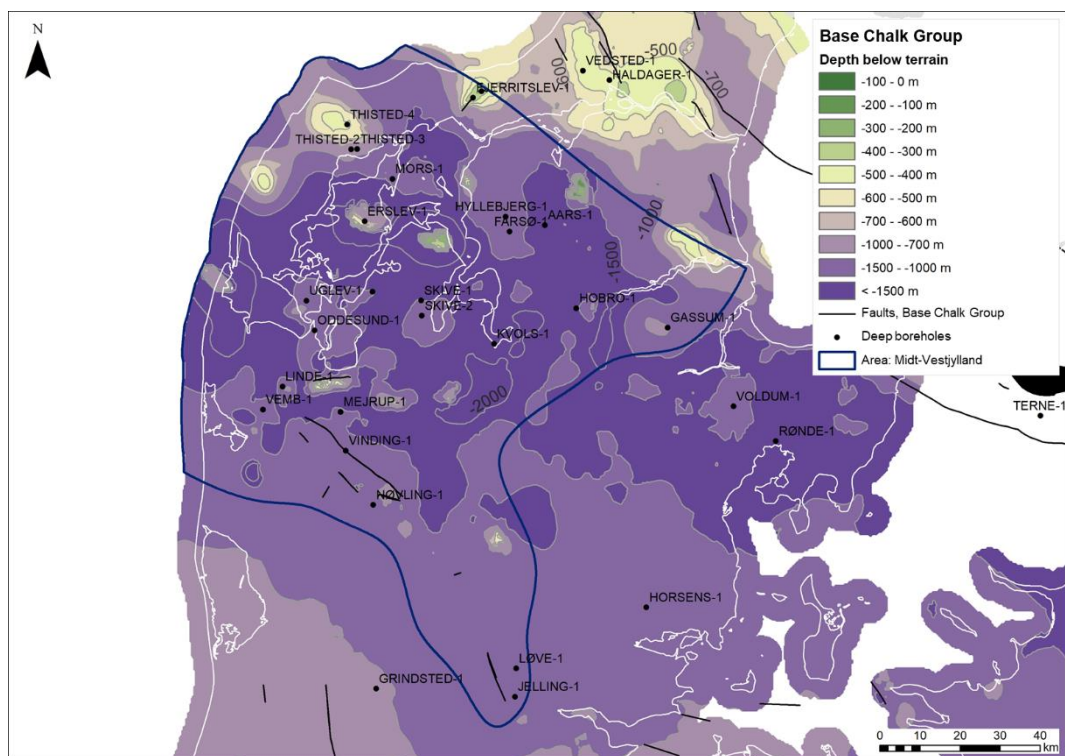 N
Base Chalk Group
Depth below terrain
-100 - 0 m
-200 - -100 m
-300 - -200 m
-400 - -300 m
-500 - -400 m
-600 - -500 m
-700 - -600 m
-1000 - -700 m
-1500 - -1000 m
< -1500 m
Faults, Base Chalk Group
Deep boreholes
Area: Midt-Vestjylland
-500
-600
-700
VEDSTED-1
HALDAGER-1
FJERRITSLEV-1
THISTED-4
THISTED-2
THISTED-3
MORS-1
ERSLEV-1
HYLLEBJERG-1
FARSØ-1
AARS-1
-1000
-1500
UGLEV-1
SKIVE-1
SKIVE-2
ODDESUND-1
HOBRO-1
GASSUM-1
KVOLS-1
LINDE-1
VEMB-1
MEJRUP-1
-2000
VOLDUM-1
TERNE-1
RØNDE-1
VINDING-1
NØVLING-1
HORSENS-1
LØVE-1
GRINDSTED-1
JELLING-1
0 5 10 20 30 40
km